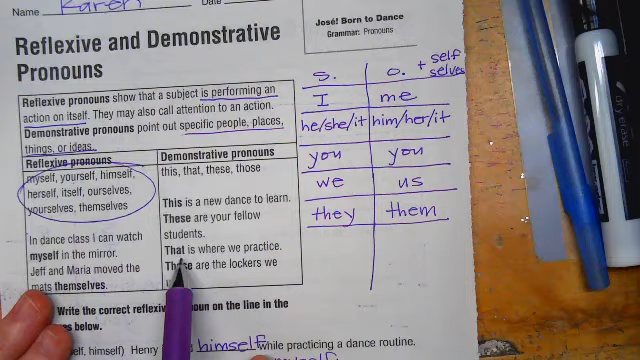 Name Karen Date
José! Born to Dance
Grammar: Pronouns
Reflexive and Demonstrative
Pronouns
Reflexive pronouns show that a subject is performing an
action on itself. They may also call attention to an action.
Demonstrative pronouns point out specific people, places,
things, or ideas.
Reflexive pronouns
myself, yourself, himself,
herself, itself, ourselves,
yourselves, themselves
In dance class I can watch
myself in the mirror.
Jeff and Maria moved the
mats themselves.
Demonstrative pronouns
this, that, these, those
This is a new dance to learn.
These are your fellow
students.
That is where we practice.
are the lockers we
s. o. + self
selves
I me
he/she/it him/her/it
you you
we us
they them
Write the correct reflexive on the line in the
below.
himself) Henry himself while practicing a dance routine.
dry erase